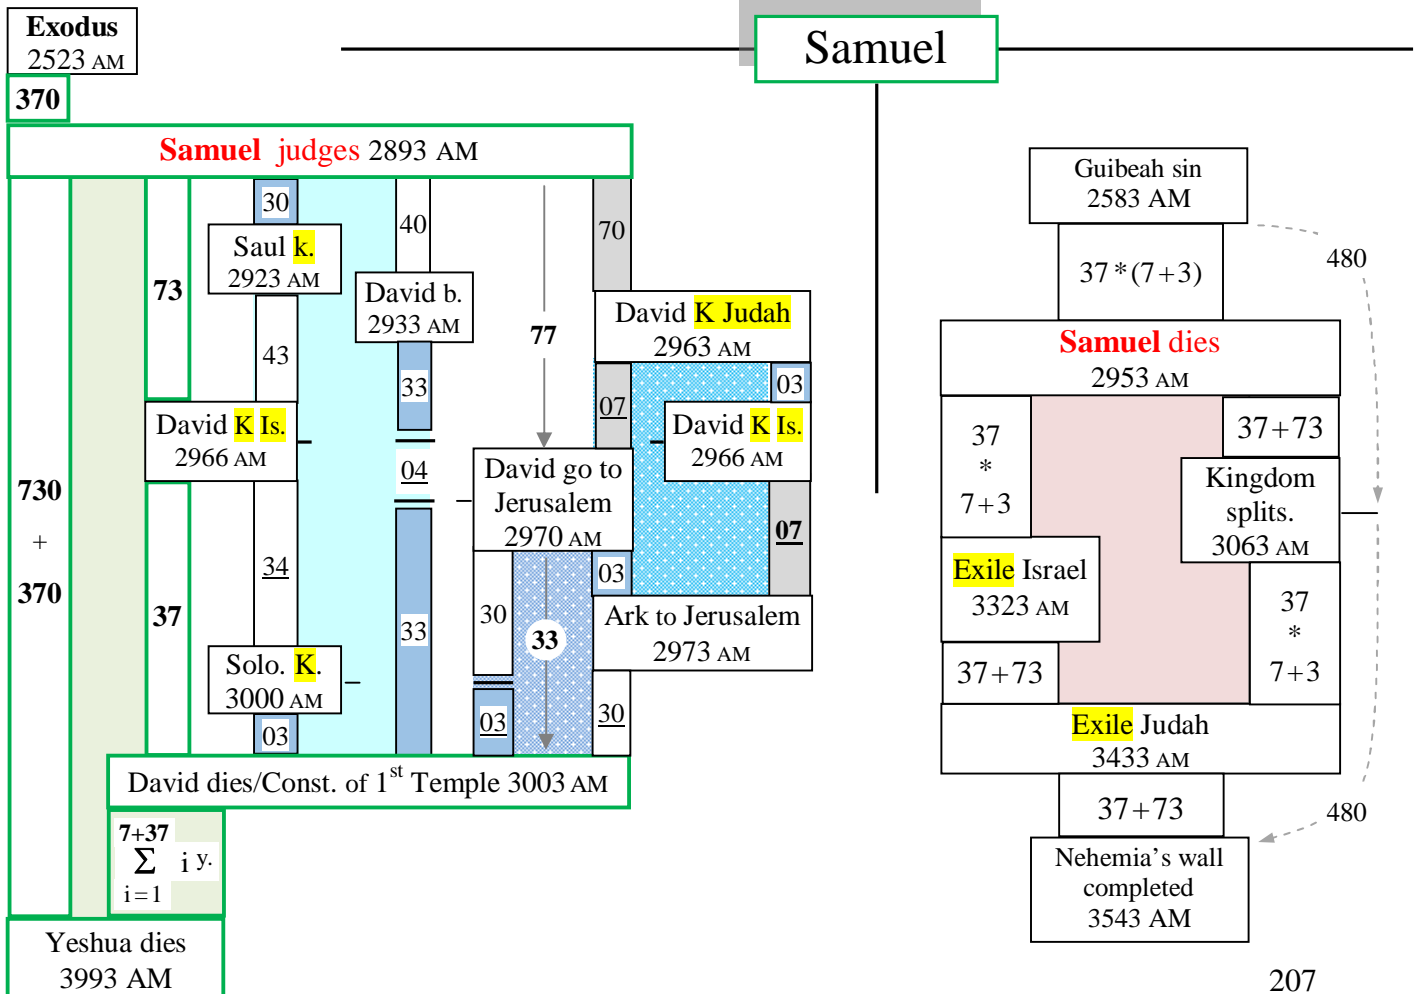 Exodus
2523 AM
370
Samuel
Samuel judges 2893 AM
730
+
370
73
David K Is.
2966 AM
37
30
Saul k.
2923 AM
43
34
Solo. K.
3000 AM
03
40
David b.
2933 AM
33
04
33
77
David go to
Jerusalem
2970 AM
30
03
33
70
David K Judah
2963 AM
07
03
David K Is.
2966 AM
07
03
Ark to Jerusalem
2973 AM
30
David dies/Const. of 1st Temple 3003 AM
7+37
Σ i y.
i=1
Yeshua dies
3993 AM
Guibeah sin
2583 AM
480
37*(7+3)
Samuel dies
2953 AM
37
*
7+3
37+73
Kingdom
splits.
3063 AM
Exile Israel
3323 AM
37
*
7+3
37+73
Exile Judah
3433 AM
480
37+73
Nehemia's wall
completed
3543 AM
207